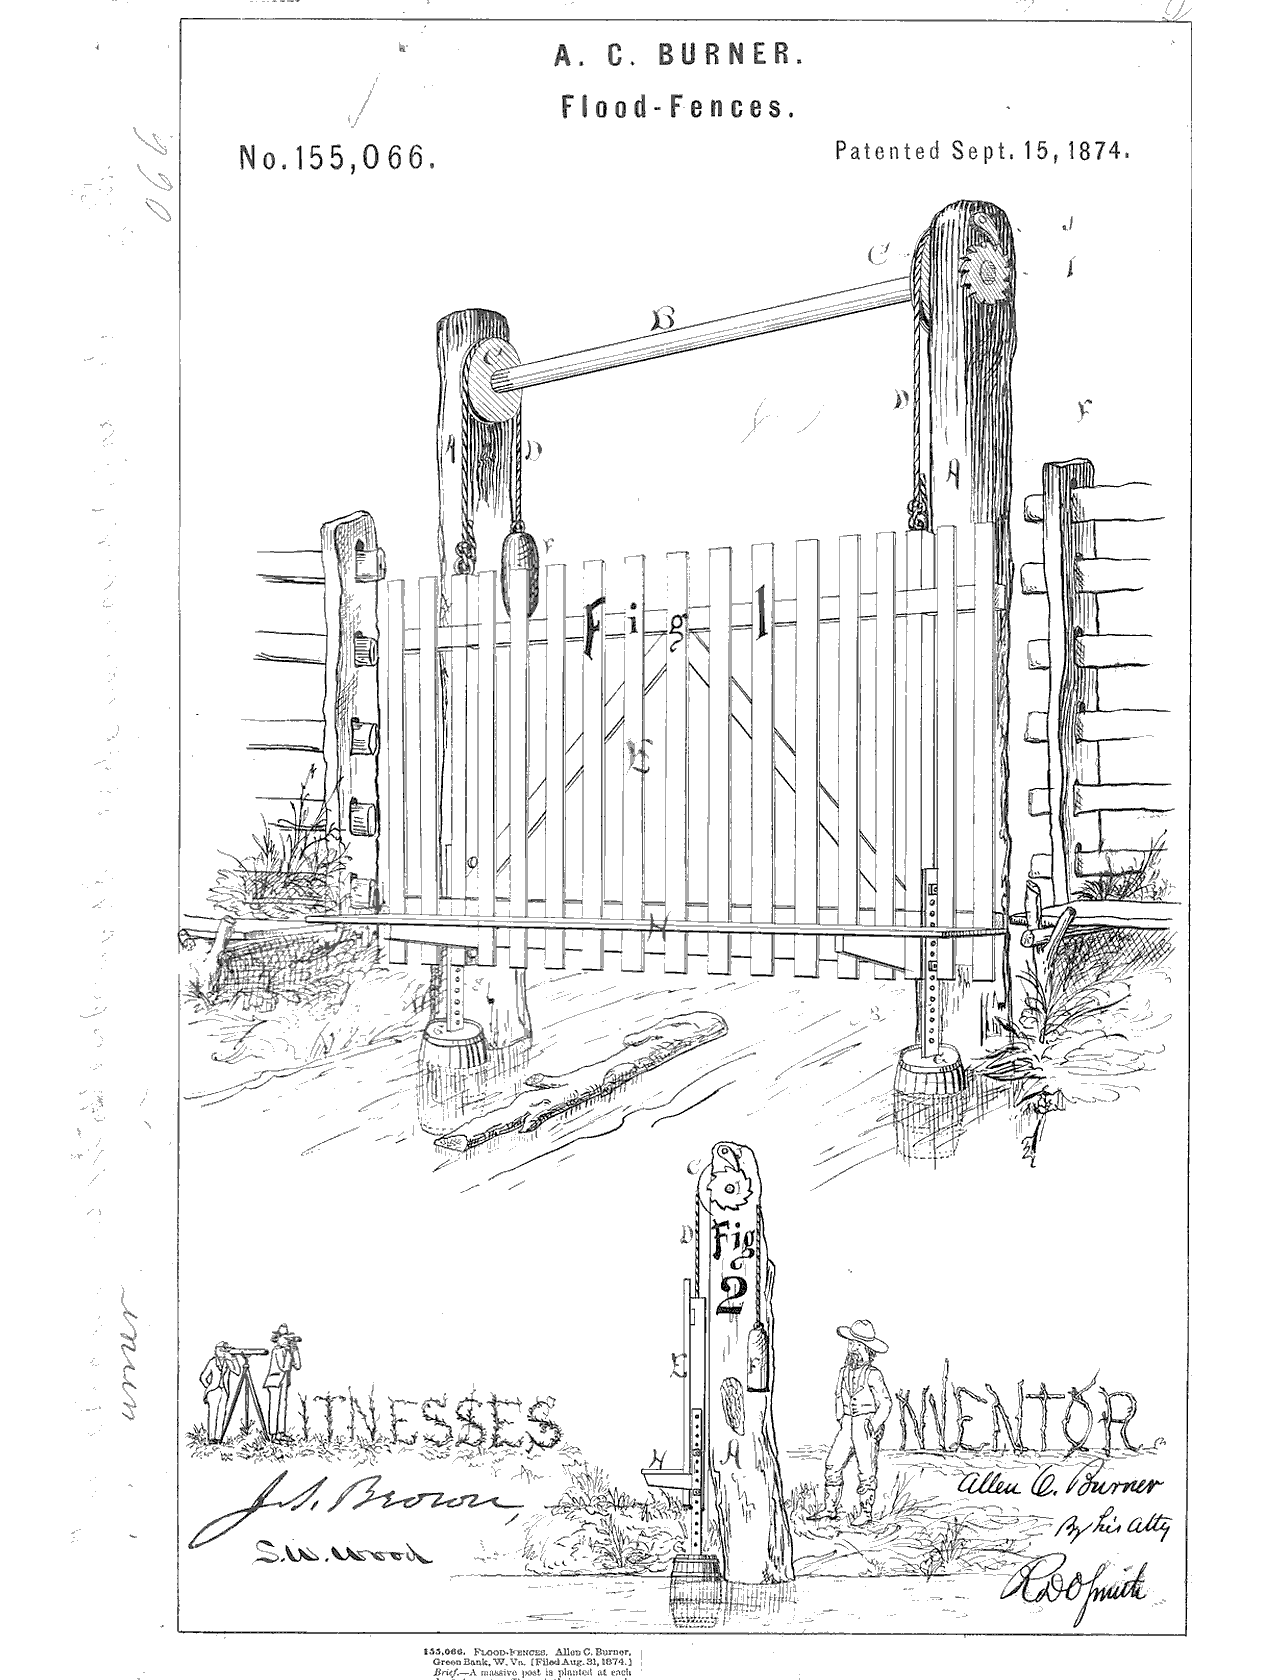 A. C. BURNER.
Flood-Fences.
No.155,066.
Patented Sept. 15, 1874.
066
J
C
I
B
D
F
A
D
A
F
Fig 1
E
H
C
Fig
2
D
E
F
A
H
G
WITNESSES
INVENTOR
J.S. Brown,
S.W. Wood
Allen C. Burner
By his Atty
R.D.O. Smith
urner
155,066. FLOOD-FENCES. Allen C. Burner,
Green Bank, W. Va. [Filed Aug. 31, 1874.]
Brief.—A massive post is planted at each